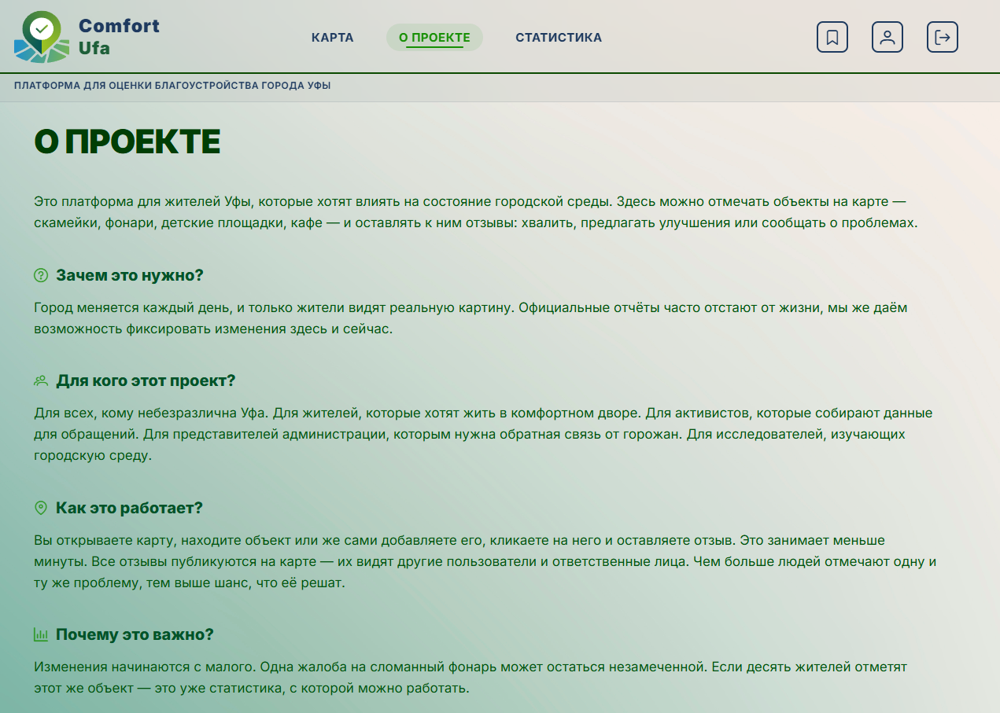 Comfort
Ufa
КАРТА
О ПРОЕКТЕ
СТАТИСТИКА
ПЛАТФОРМА ДЛЯ ОЦЕНКИ БЛАГОУСТРОЙСТВА ГОРОДА УФЫ
О ПРОЕКТЕ
Это платформа для жителей Уфы, которые хотят влиять на состояние городской среды. Здесь можно отмечать объекты на карте —
скамейки, фонари, детские площадки, кафе — и оставлять к ним отзывы: хвалить, предлагать улучшения или сообщать о проблемах.
Зачем это нужно?
Город меняется каждый день, и только жители видят реальную картину. Официальные отчёты часто отстают от жизни, мы же даём
возможность фиксировать изменения здесь и сейчас.
Для кого этот проект?
Для всех, кому небезразлична Уфа. Для жителей, которые хотят жить в комфортном дворе. Для активистов, которые собирают данные
для обращений. Для представителей администрации, которым нужна обратная связь от горожан. Для исследователей, изучающих
городскую среду.
Как это работает?
Вы открываете карту, находите объект или же сами добавляете его, кликаете на него и оставляете отзыв. Это занимает меньше
минуты. Все отзывы публикуются на карте — их видят другие пользователи и ответственные лица. Чем больше людей отмечают одну и
ту же проблему, тем выше шанс, что её решат.
Почему это важно?
Изменения начинаются с малого. Одна жалоба на сломанный фонарь может остаться незамеченной. Если десять жителей отметят
этот же объект — это уже статистика, с которой можно работать.